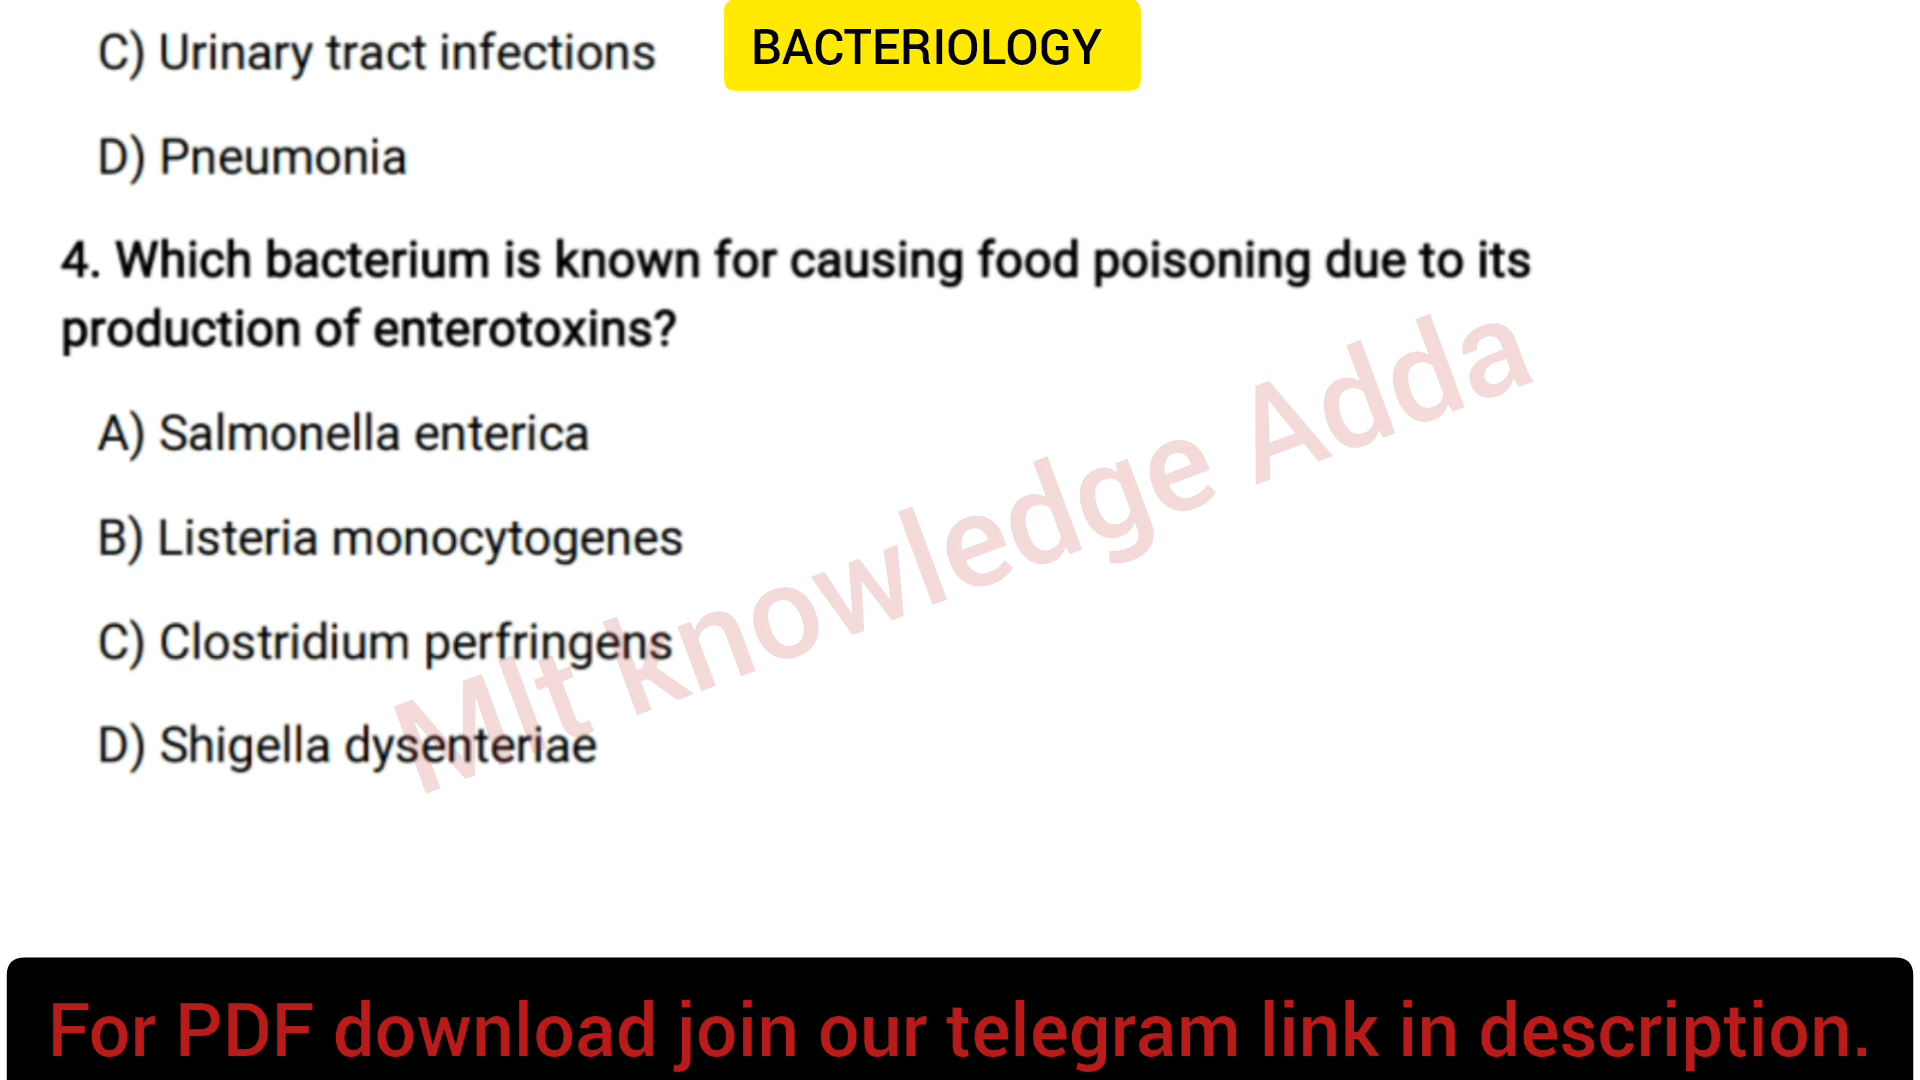 C) Urinary tract infections
BACTERIOLOGY
D) Pneumonia
4. Which bacterium is known for causing food poisoning due to its
production of enterotoxins?
A) Salmonella enterica
B) Listeria monocytogenes
C) Clostridium perfringens
D) Shigella dysenteriae
Mlt knowledge Adda
For PDF download join our telegram link in description.